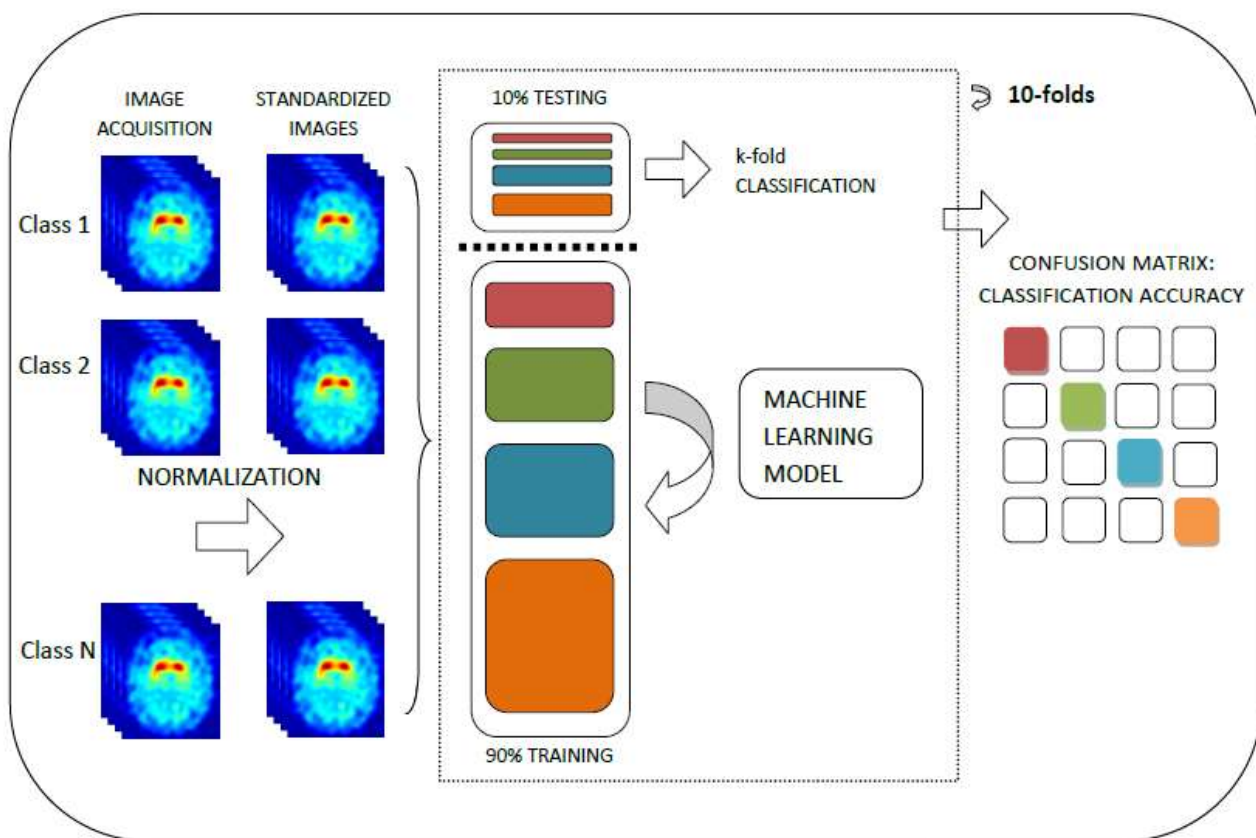 IMAGE
ACQUISITION
STANDARDIZED
IMAGES
Class 1
Class 2
NORMALIZATION
Class N
10% TESTING
k-fold
CLASSIFICATION
MACHINE
LEARNING
MODEL
90% TRAINING
10-folds
CONFUSION MATRIX:
CLASSIFICATION ACCURACY